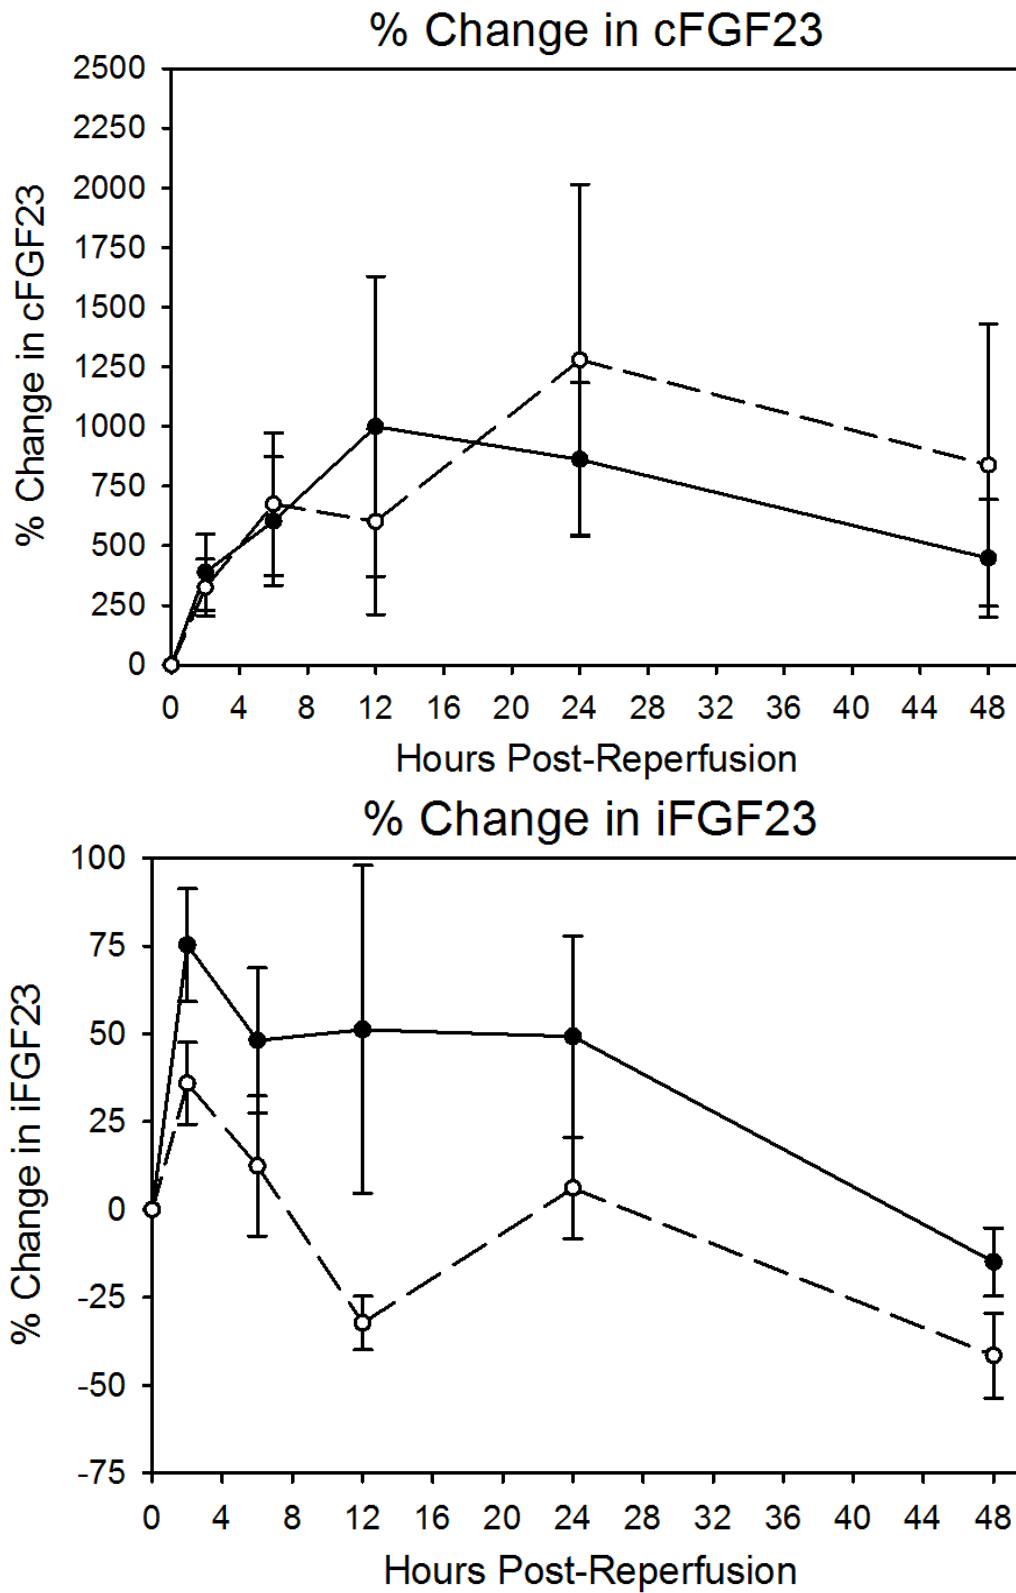 % Change in cFGF23
2500
2250
2000
1750
1500
1250
1000
750
500
250
0
% Change in cFGF23
0 4 8 12 16 20 24 28 32 36 40 44 48
Hours Post-Reperfusion
% Change in iFGF23
100
75
50
25
0
-25
-50
-75
% Change in iFGF23
0 4 8 12 16 20 24 28 32 36 40 44 48
Hours Post-Reperfusion